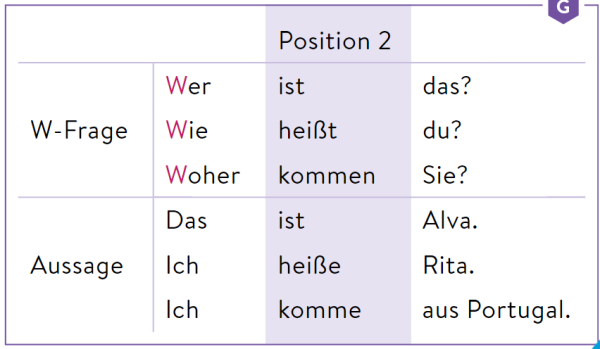 G
Position 2
Wer ist das?
W-Frage Wie heißt du?
Woher kommen Sie?
Das ist Alva.
Aussage Ich heiße Rita.
Ich komme aus Portugal.